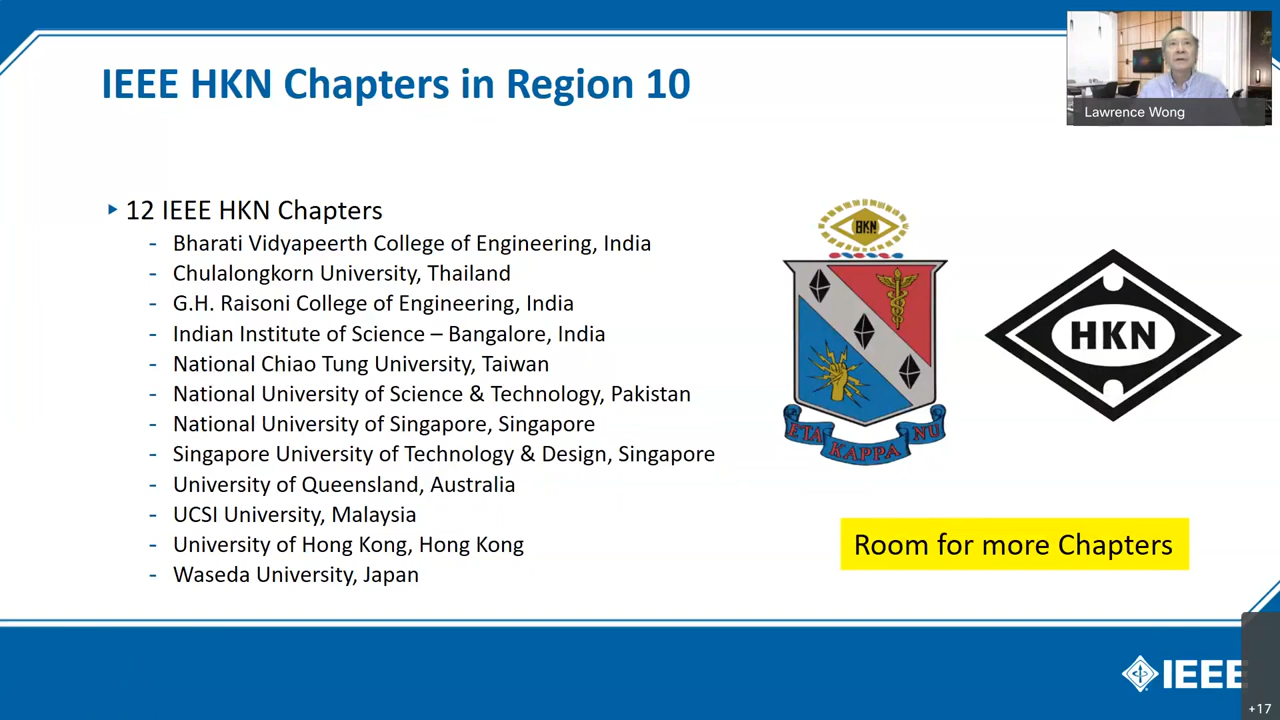 IEEE HKN Chapters in Region 10
Lawrence Wong
12 IEEE HKN Chapters
- Bharati Vidyapeerth College of Engineering, India
- Chulalongkorn University, Thailand
- G.H. Raisoni College of Engineering, India
- Indian Institute of Science – Bangalore, India
- National Chiao Tung University, Taiwan
- National University of Science & Technology, Pakistan
- National University of Singapore, Singapore
- Singapore University of Technology & Design, Singapore
- University of Queensland, Australia
- UCSI University, Malaysia
- University of Hong Kong, Hong Kong
- Waseda University, Japan
BKN
ETA KAPPA NU
HKN
Room for more Chapters
IEEE
+17